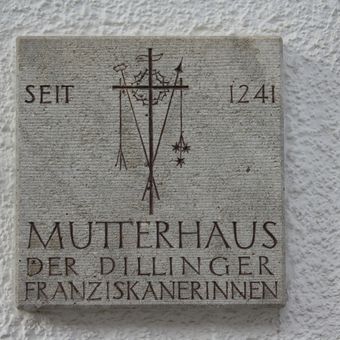 SEIT 1241
MUTTERHAUS
DER DILLINGER
FRANZISKANERINNEN